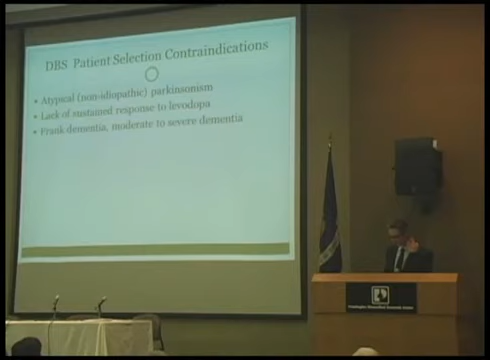 DBS Patient Selection Contraindications
• Atypical (non-idiopathic) parkinsonism
• Lack of sustained response to levodopa
• Frank dementia, moderate to severe dementia